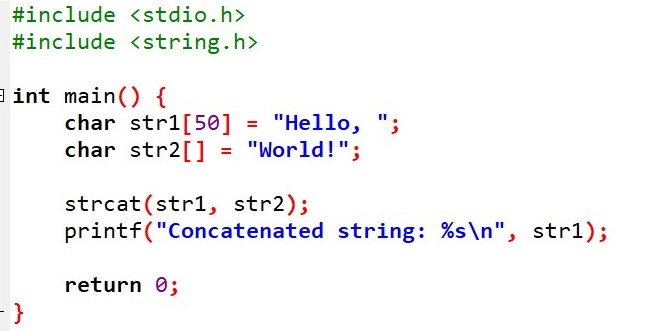 #include <stdio.h>
#include <string.h>

int main() {
    char str1[50] = "Hello, ";
    char str2[] = "World!";

    strcat(str1, str2);
    printf("Concatenated string: %s\n", str1);

    return 0;
}